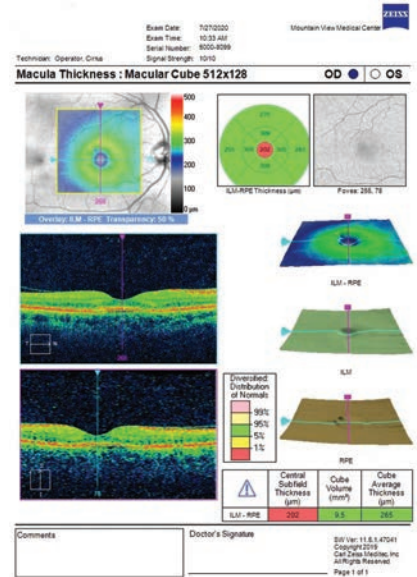 ZEISS
Exam Date: 7/27/2020
Mountain View Medical Center
Exam Time: 10:33 AM
Serial Number: 6000-8099
Technician: Operator, Cirrus
Signal Strength: 10/10
Macula Thickness : Macular Cube 512x128
OD OS
500
400
300
200
100
0 µm
Overlay: ILM - RPE Transparency: 50 %
ILM-RPE Thickness (µm)
202
Fovea: 265, 78
ILM - RPE
ILM
RPE
Diversified:
Distribution
of Normals
99%
95%
5%
1%
Central
Subfield
Thickness
(µm)
Cube
Volume
(mm³)
Cube
Average
Thickness
(µm)
ILM - RPE 202 9.5 265
Comments
Doctor's Signature
SW Ver: 11.5.1.47041
Copyright 2019
Carl Zeiss Meditec, Inc
All Rights Reserved
Page 1 of 1